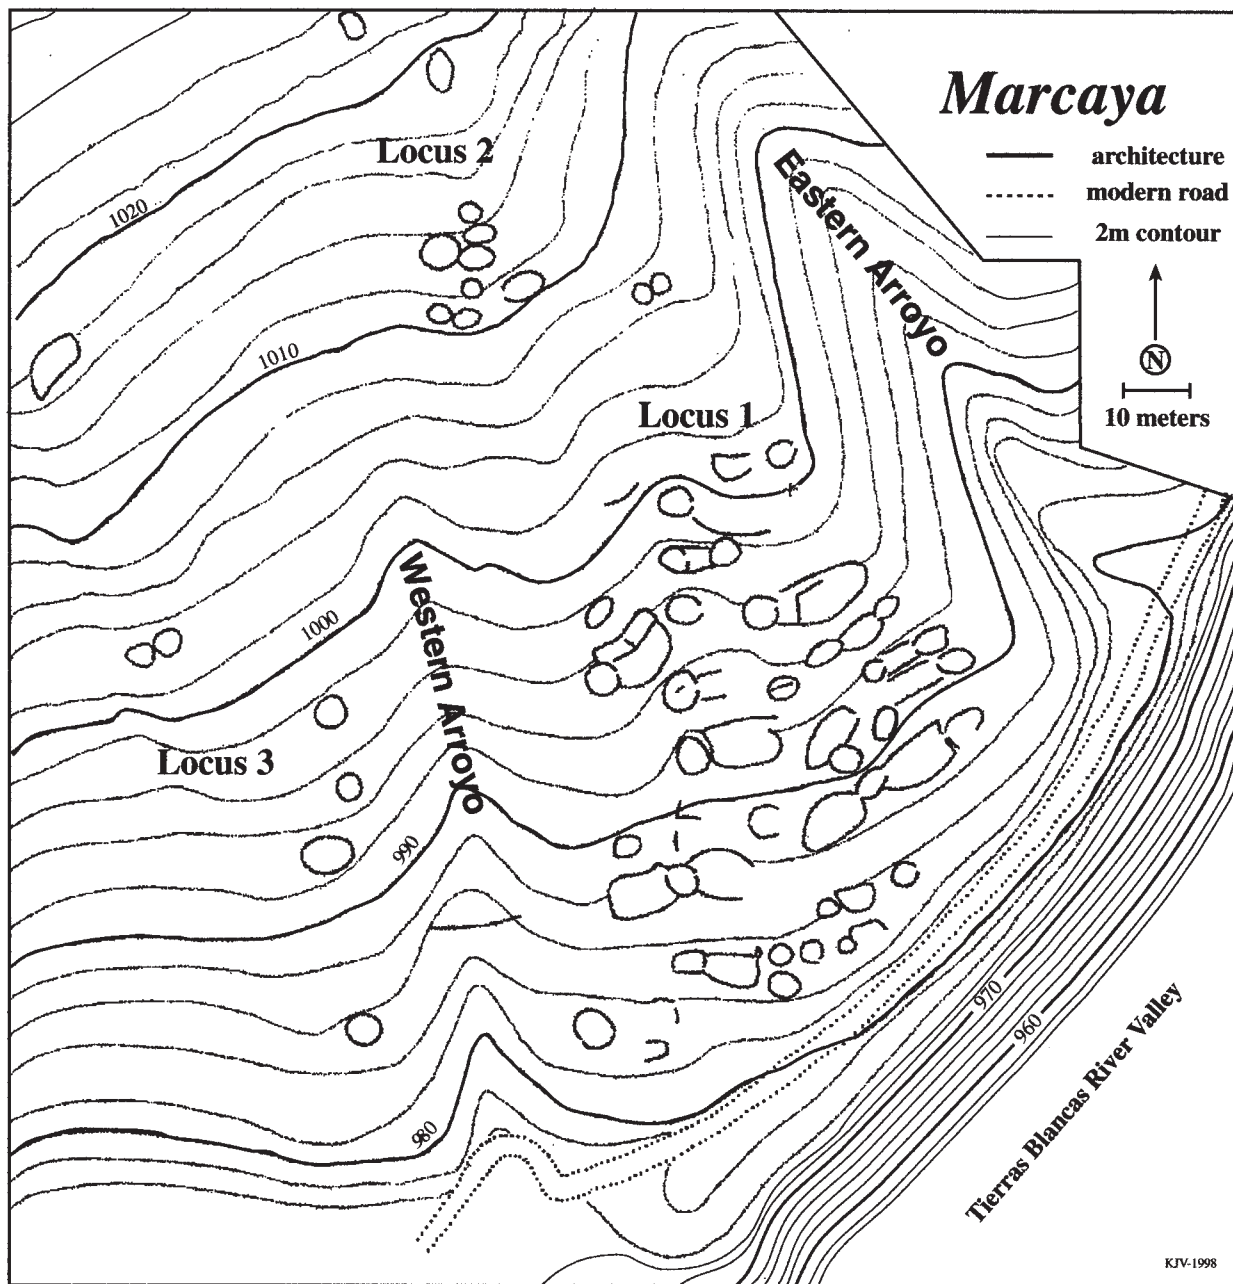 Marcaya
architecture
modern road
2m contour
N
10 meters
Locus 2
Eastern Arroyo
1020
1010
Locus 1
Western Arroyo
1000
Locus 3
990
970
960
980
Tierras Blancas River Valley
KJV-1998